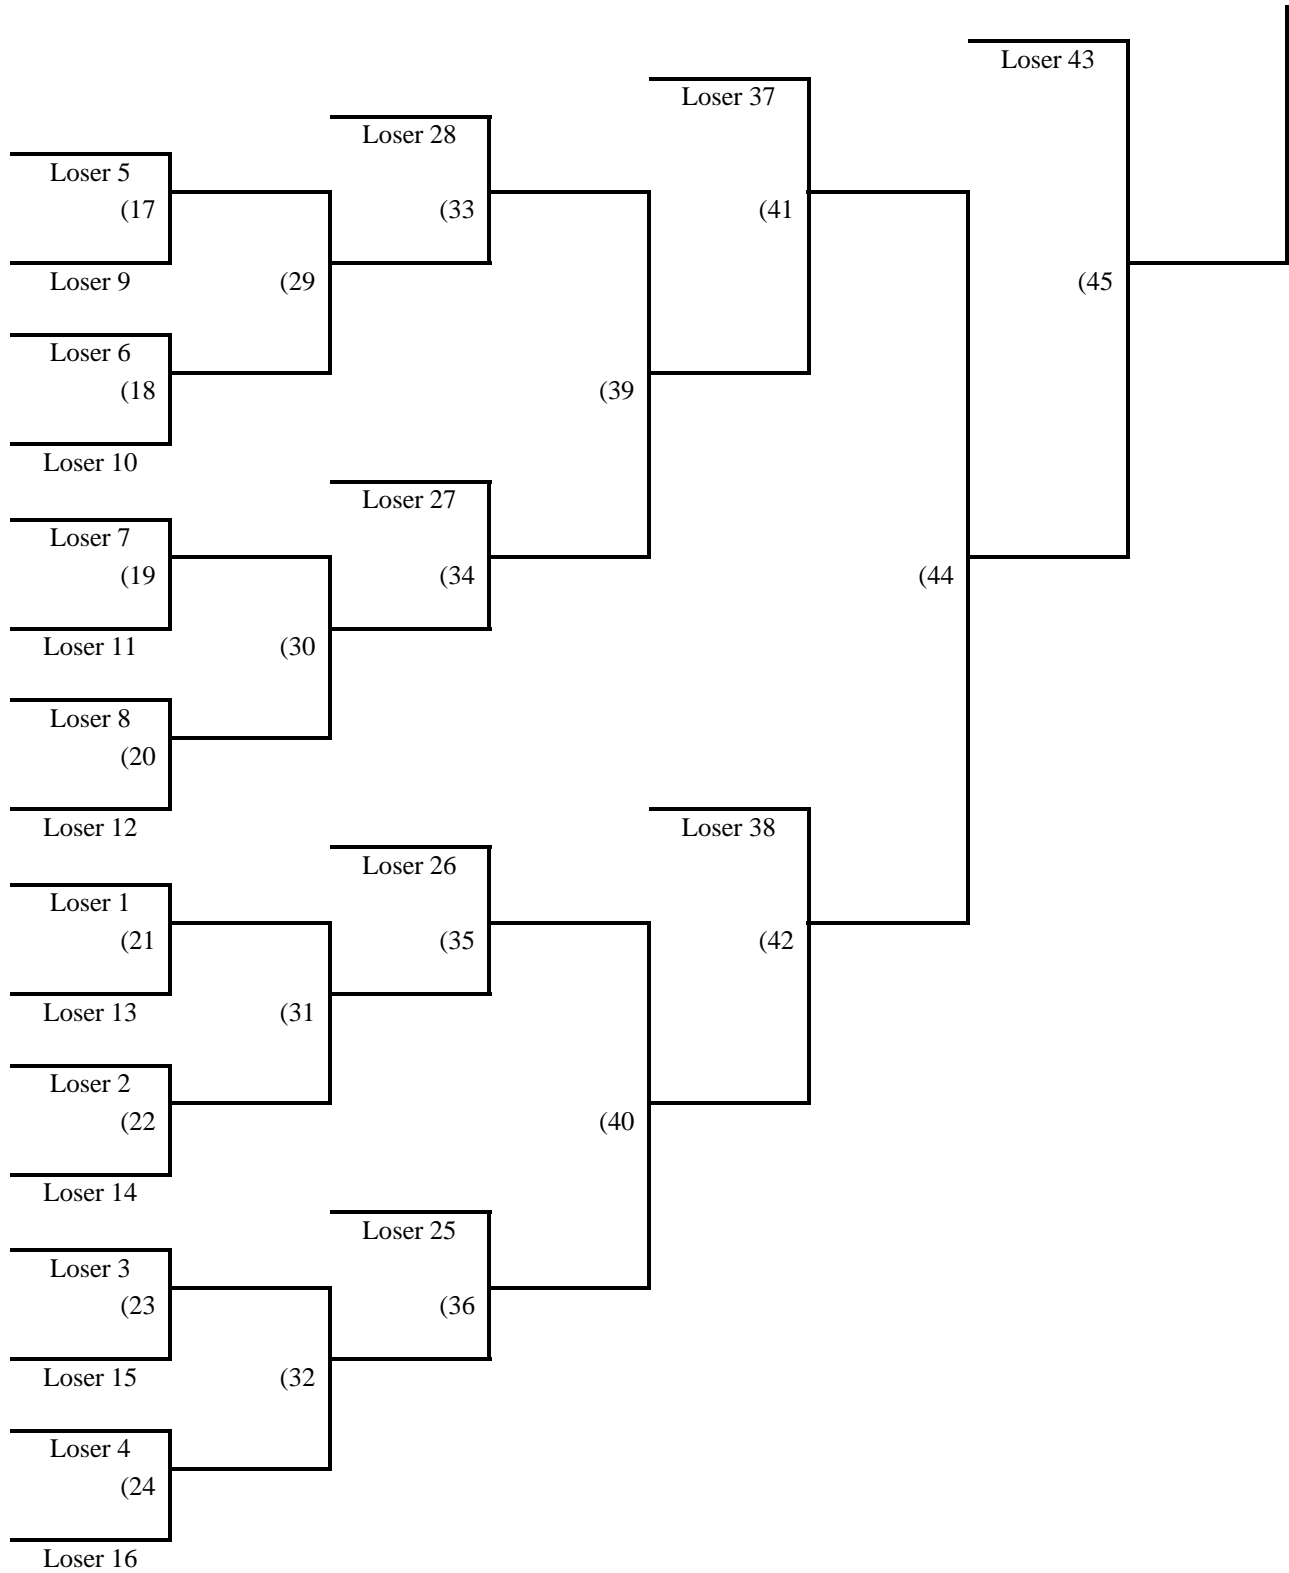 Loser 43
Loser 37
Loser 28
Loser 5
(17
(33
(41
Loser 9
(29
(45
Loser 6
(18
(39
Loser 10
Loser 27
Loser 7
(19
(34
(44
Loser 11
(30
Loser 8
(20
Loser 12
Loser 38
Loser 26
Loser 1
(21
(35
(42
Loser 13
(31
Loser 2
(22
(40
Loser 14
Loser 25
Loser 3
(23
(36
Loser 15
(32
Loser 4
(24
Loser 16